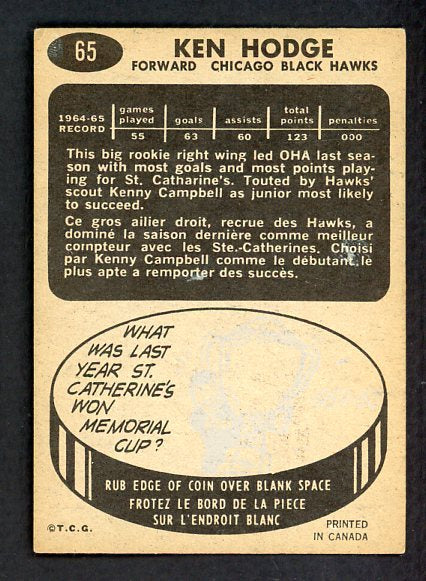 65
KEN HODGE
FORWARD CHICAGO BLACK HAWKS
1964-65 RECORD games played goals assists total points penalties
55 63 60 123 000
This big rookie right wing led OHA last sea-
son with most goals and most points play-
ing for St. Catharine's. Touted by Hawks'
scout Kenny Campbell as junior most likely
to succeed.
Ce gros ailier droit, recrue des Hawks, a
dominé la saison dernière comme meilleur
compteur avec les Ste.-Catherines. Choisi
par Kenny Campbell comme le débutant le
plus apte a remporter des succès.
WHAT
WAS LAST
YEAR ST.
CATHERINE'S
WON
MEMORIAL
CUP?
RUB EDGE OF COIN OVER BLANK SPACE
FROTEZ LE BORD DE LA PIECE
SUR L'ENDROIT BLANC
©T.C.G.
PRINTED
IN CANADA